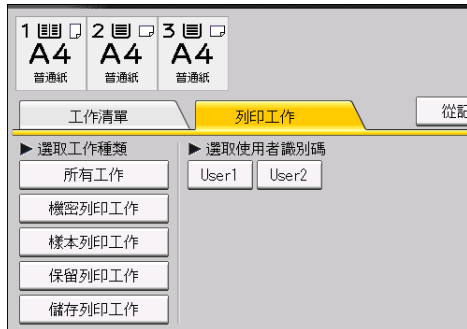 1 2 3
A4 A4 A4
普通紙 普通紙 普通紙
工作清單 列印工作 從記
▶ 選取工作種類 ▶ 選取使用者識別碼
所有工作 User1 User2
機密列印工作
樣本列印工作
保留列印工作
儲存列印工作